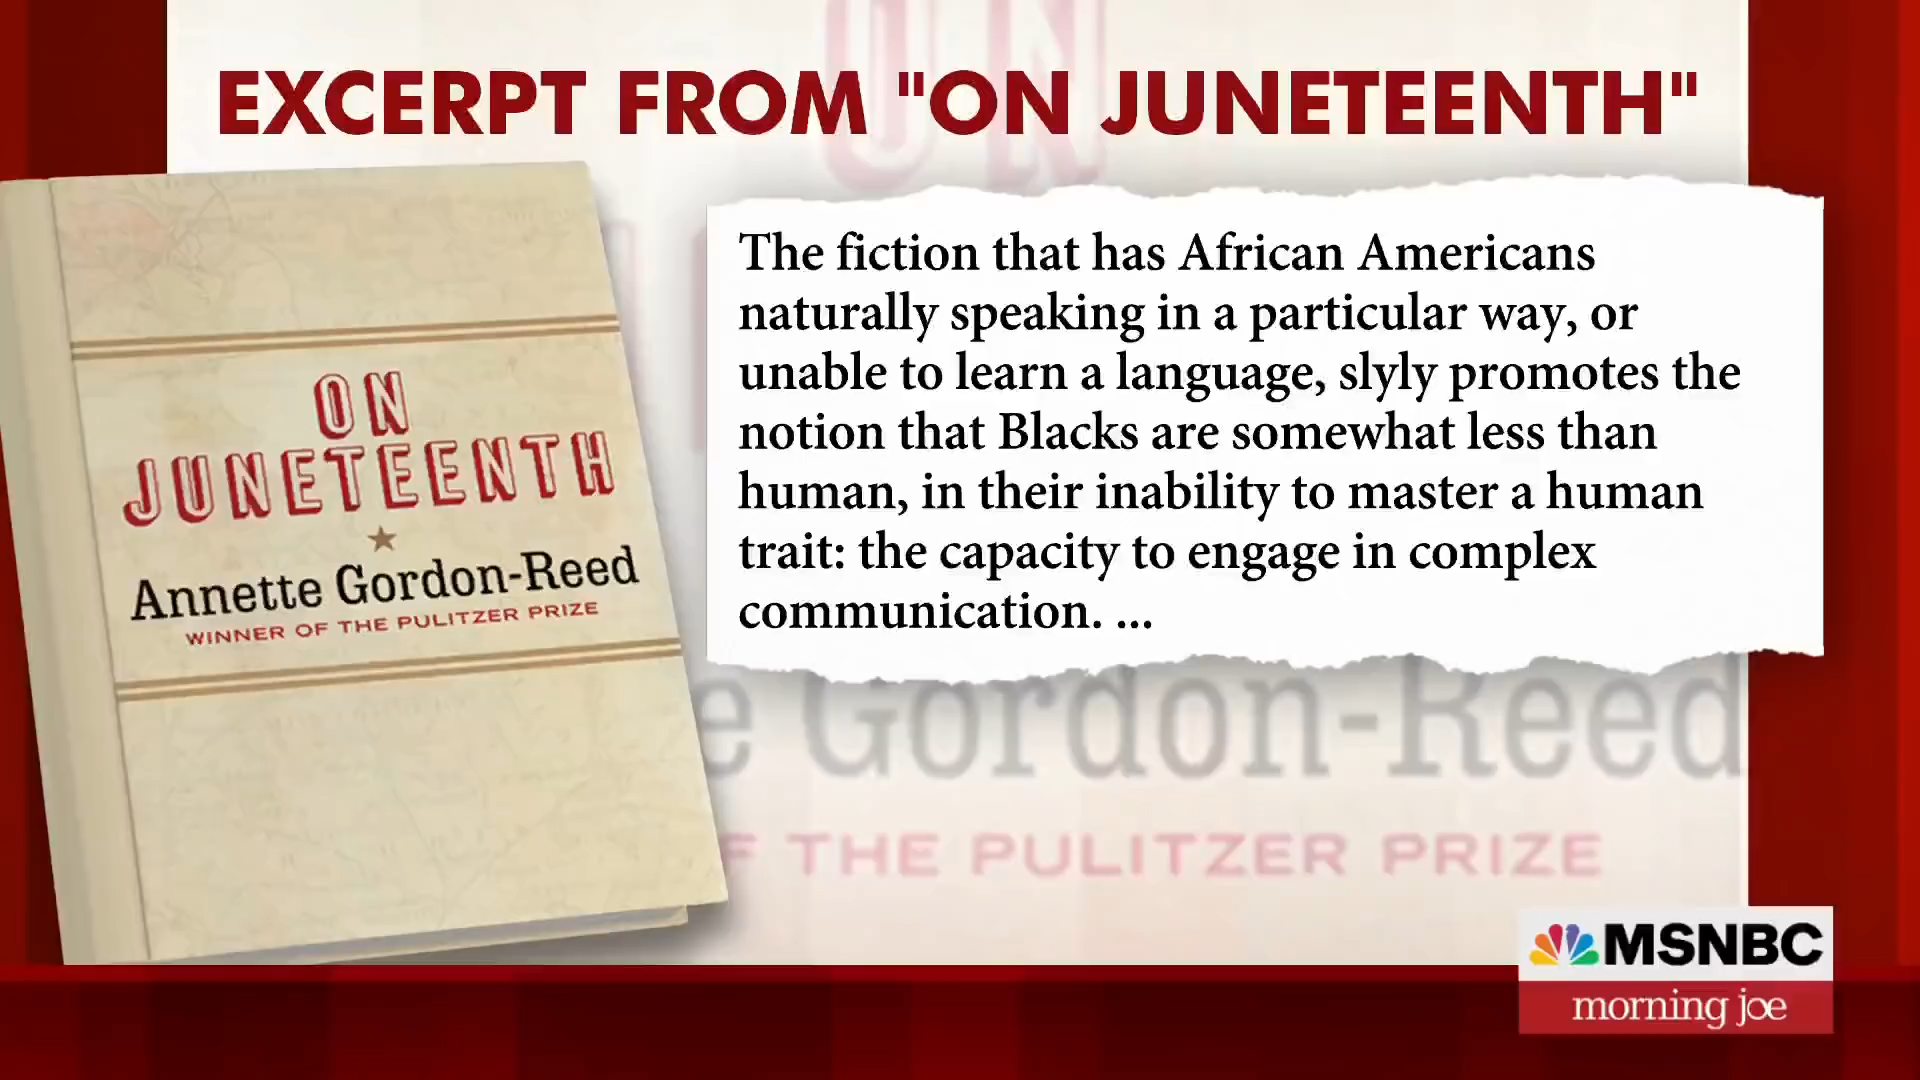 EXCERPT FROM "ON JUNETEENTH"
ON
JUNETEENTH
Annette Gordon-Reed
WINNER OF THE PULITZER PRIZE
The fiction that has African Americans
naturally speaking in a particular way, or
unable to learn a language, slyly promotes the
notion that Blacks are somewhat less than
human, in their inability to master a human
trait: the capacity to engage in complex
communication. ...
ON
e Gordon-Reed
F THE PULITZER PRIZE
MSNBC
morning joe